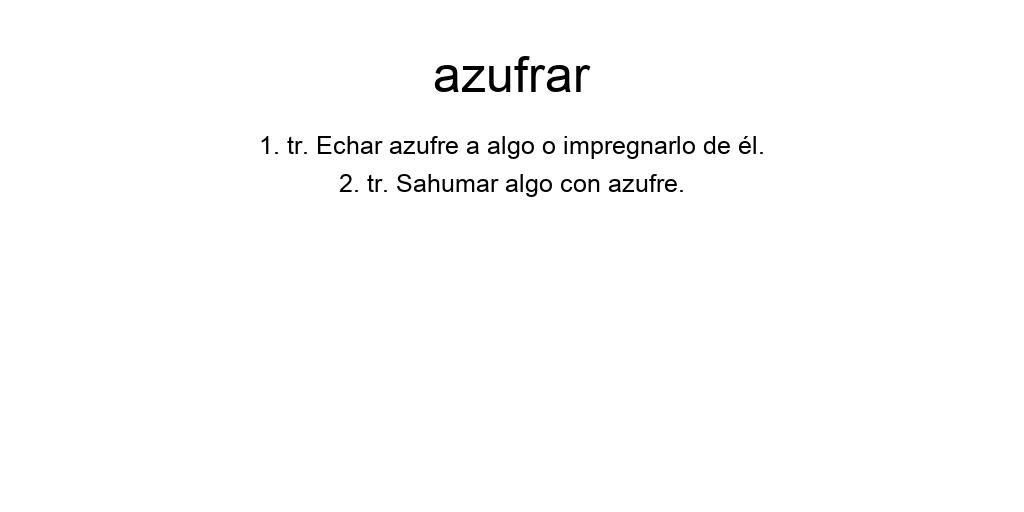 azufrar
1. tr. Echar azufre a algo o impregnarlo de él.
2. tr. Sahumar algo con azufre.